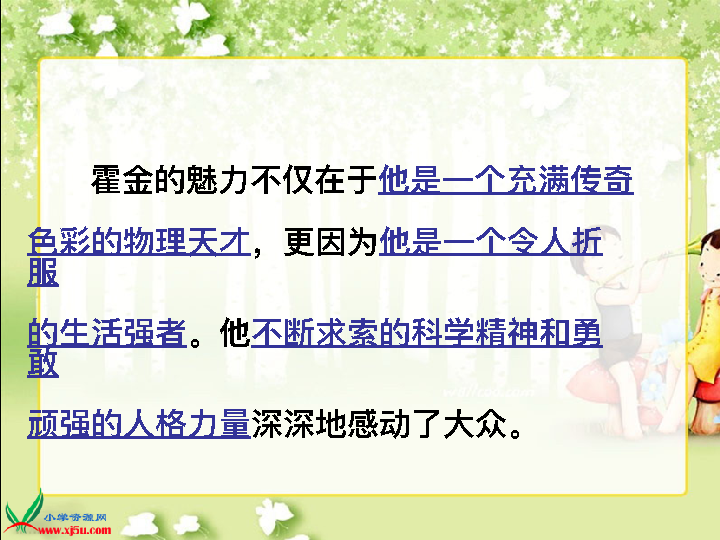 霍金的魅力不仅在于他是一个充满传奇
色彩的物理天才，更因为他是一个令人折
服
的生活强者。他不断求索的科学精神和勇
敢
顽强的人格力量深深地感动了大众。
小学资源网
www.xj5u.com